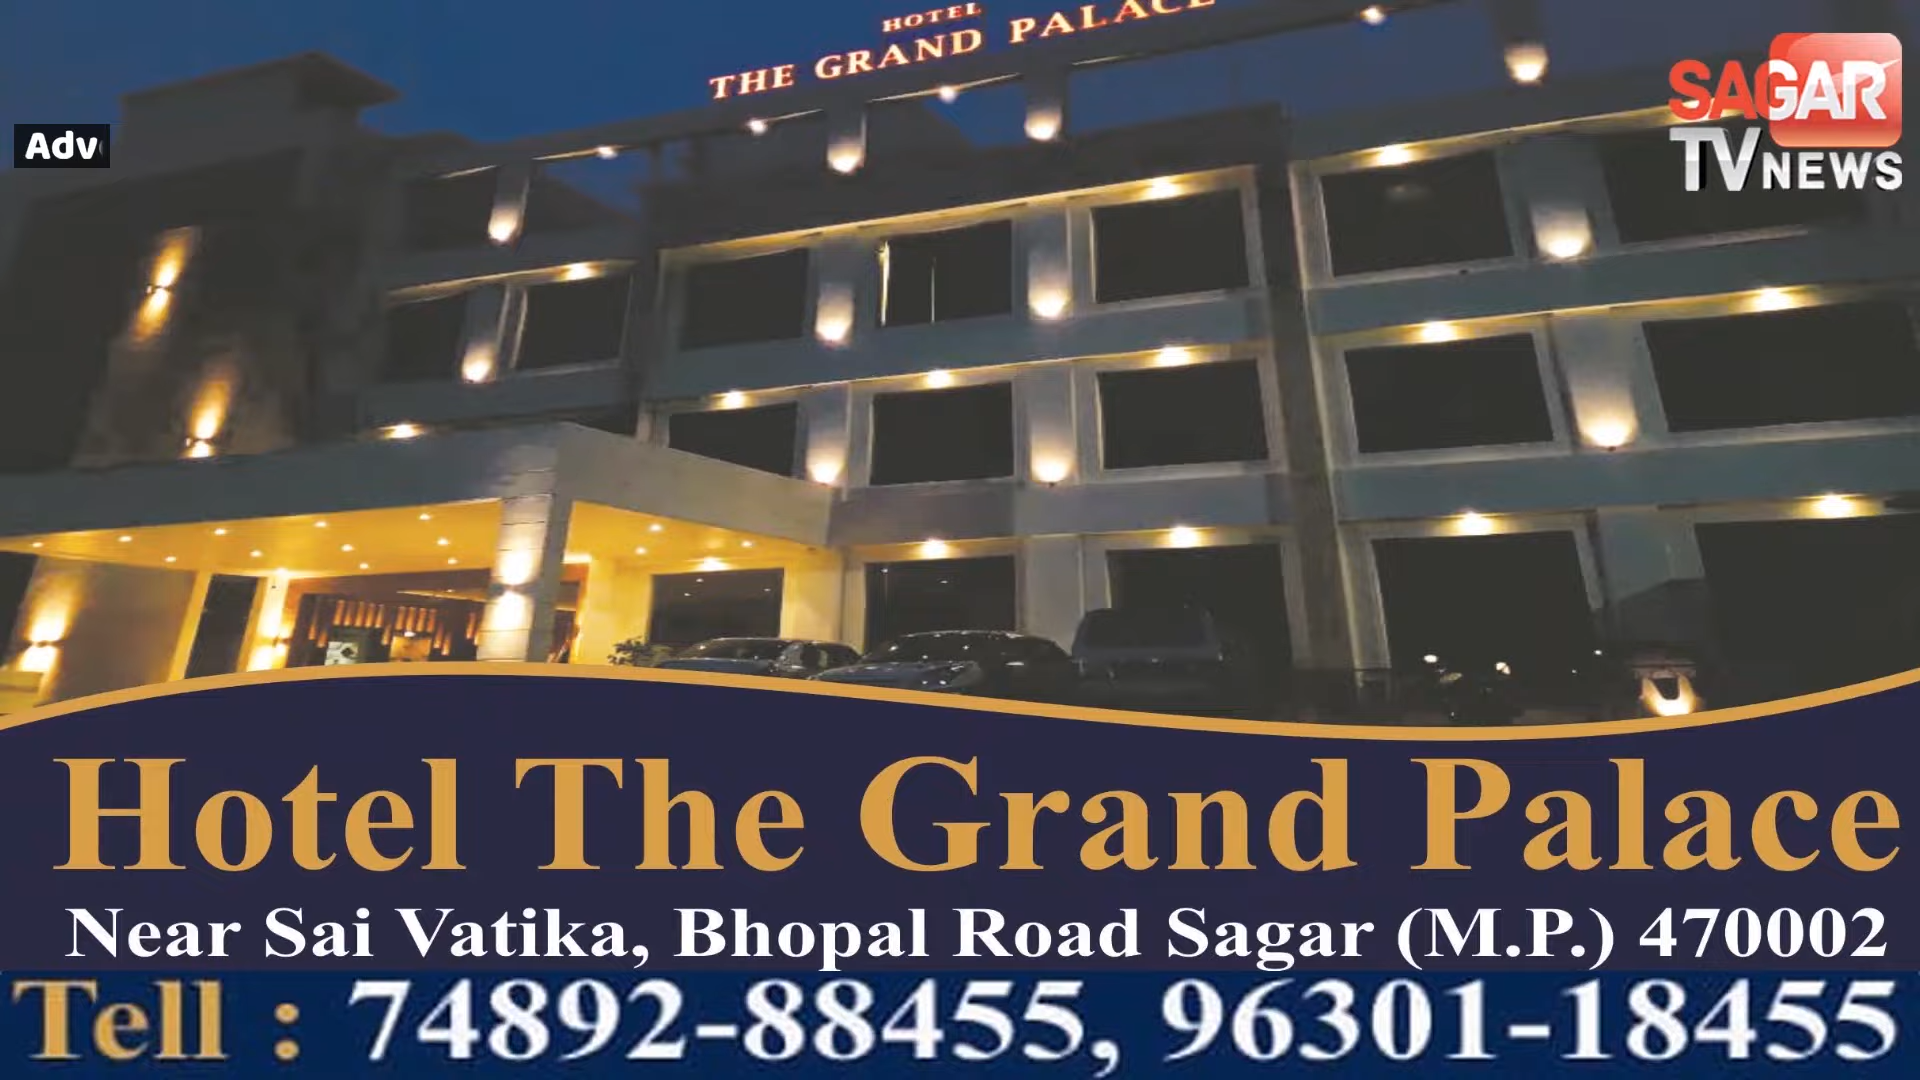 HOTEL
THE GRAND PALACE
SAGAR
TV NEWS
Adv
Hotel The Grand Palace
Near Sai Vatika, Bhopal Road Sagar (M.P.) 470002
Tell : 74892-88455, 96301-18455